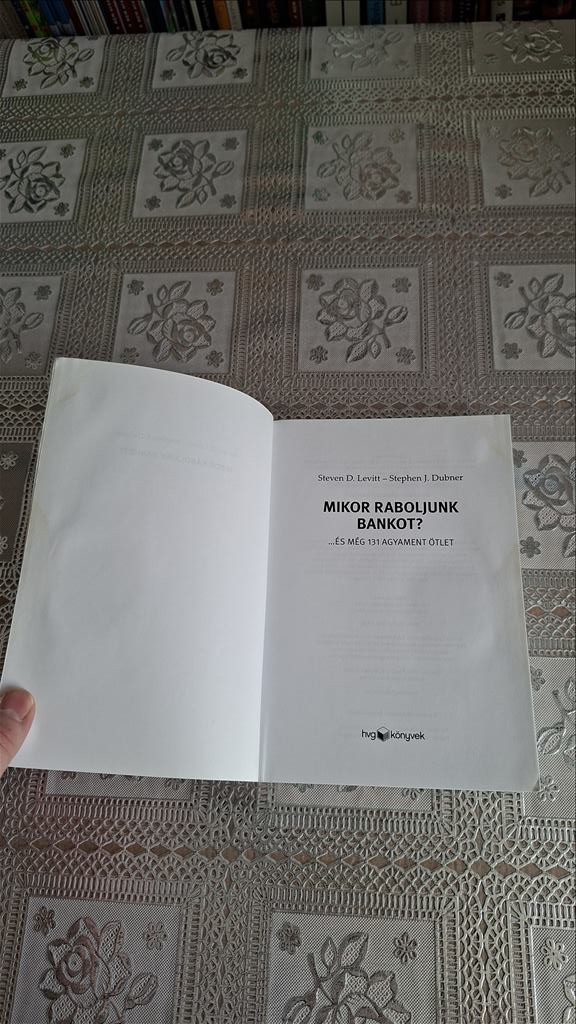 Steven D. Levitt – Stephen J. Dubner
MIKOR RABOLJUNK
BANKOT?
...ÉS MÉG 131 AGYAMENT ÖTLET
hvg könyvek